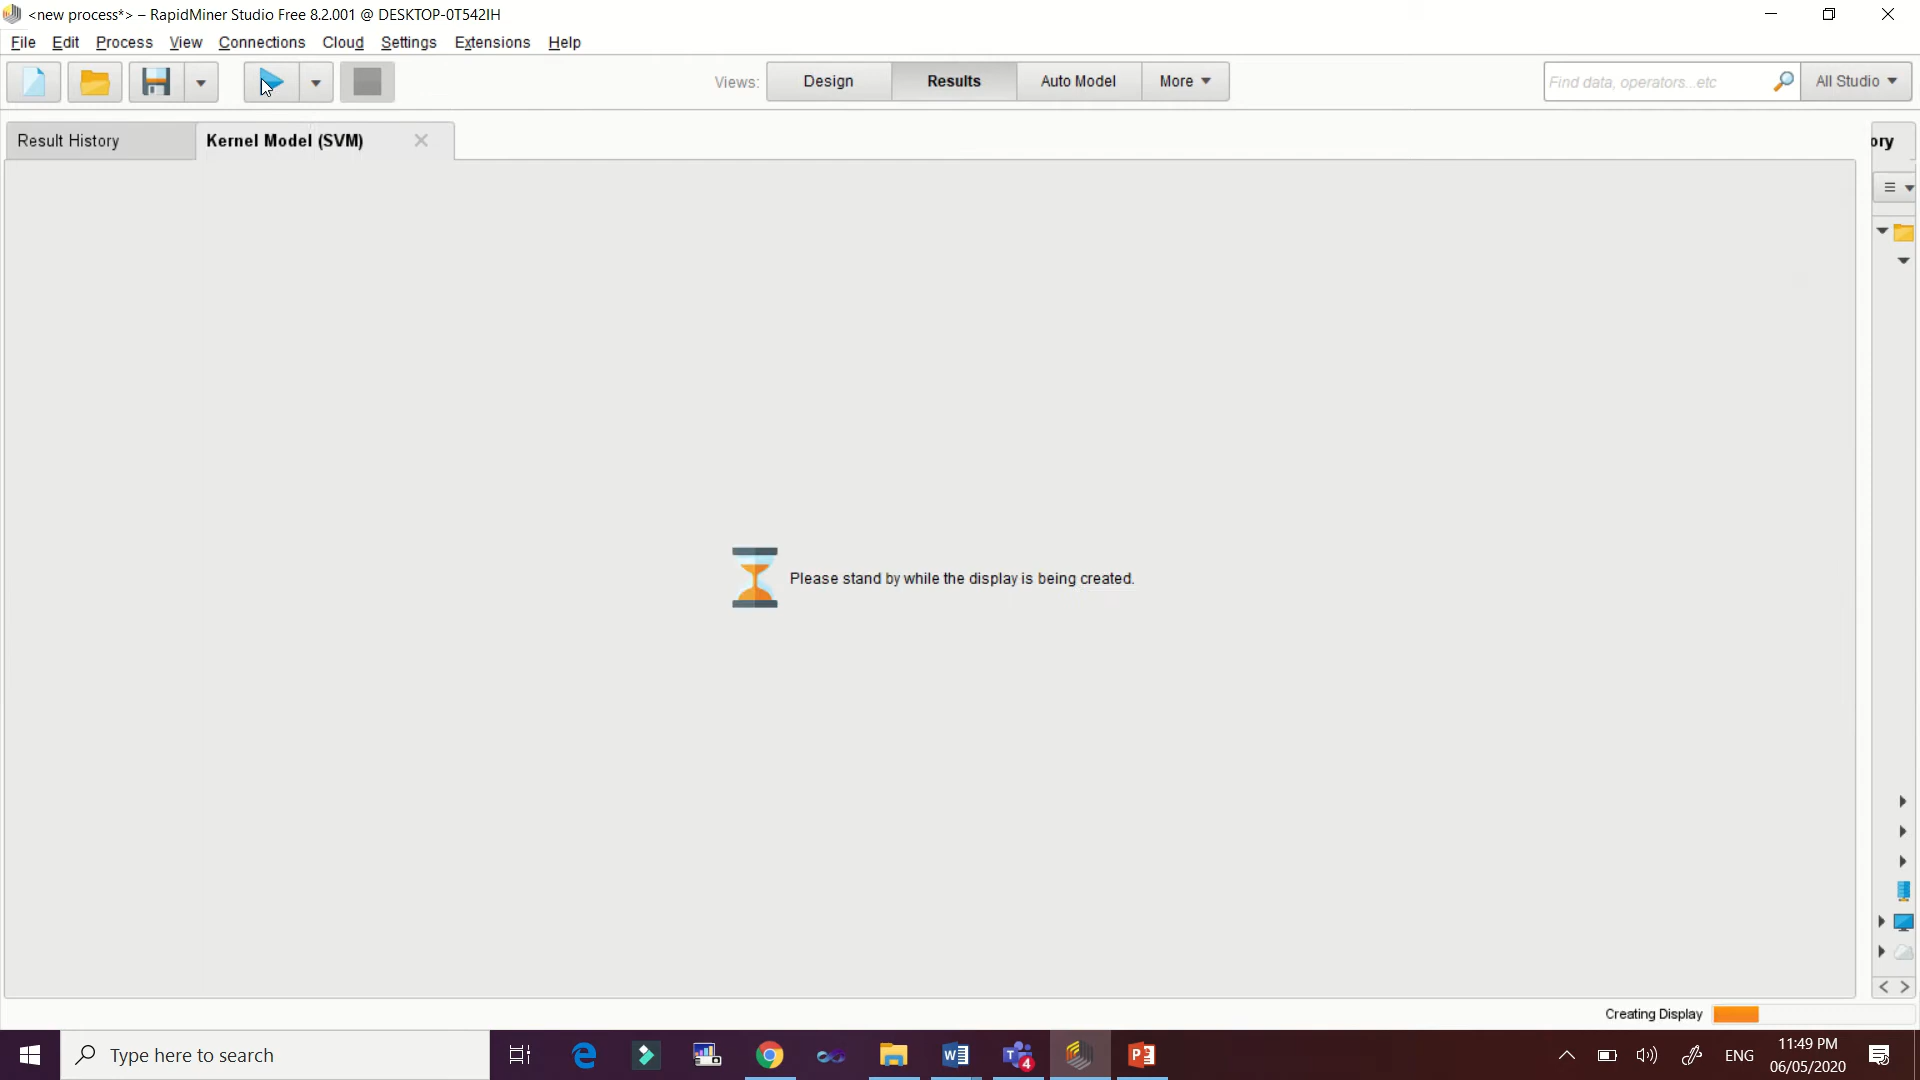 <new process*> – RapidMiner Studio Free 8.2.001 @ DESKTOP-0T542IH
File Edit Process View Connections Cloud Settings Extensions Help
Views: Design Results Auto Model More
Find data, operators...etc All Studio
Result History Kernel Model (SVM) ory
Please stand by while the display is being created.
Creating Display
Type here to search
4
ENG
11:49 PM
06/05/2020